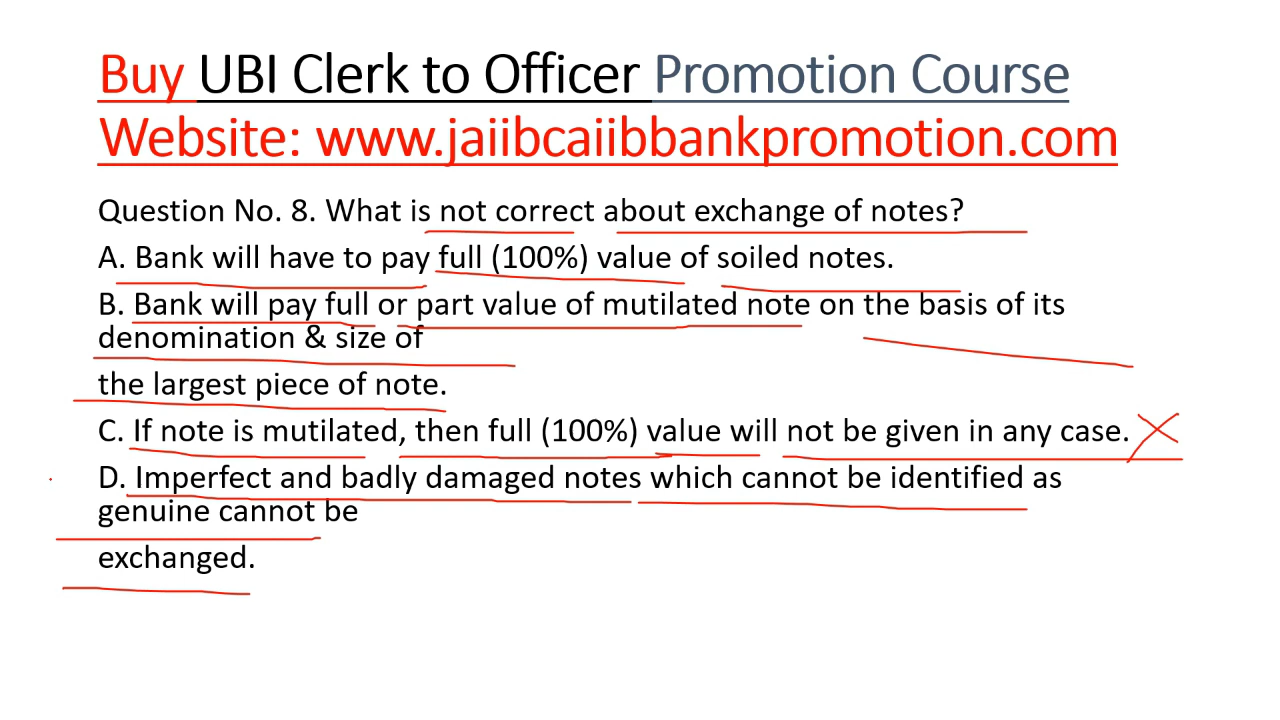 Buy UBI Clerk to Officer Promotion Course
Website: www.jaiibcaiibbankpromotion.com
Question No. 8. What is not correct about exchange of notes?
A. Bank will have to pay full (100%) value of soiled notes.
B. Bank will pay full or part value of mutilated note on the basis of its
denomination & size of
the largest piece of note.
C. If note is mutilated, then full (100%) value will not be given in any case.
D. Imperfect and badly damaged notes which cannot be identified as
genuine cannot be
exchanged.